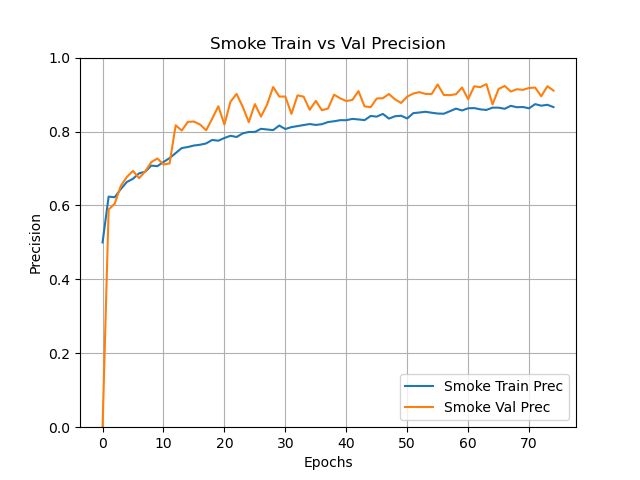 Smoke Train vs Val Precision
1.0
0.8
0.6
0.4
0.2
0.0
Precision
0 10 20 30 40 50 60 70
Epochs
Smoke Train Prec
Smoke Val Prec